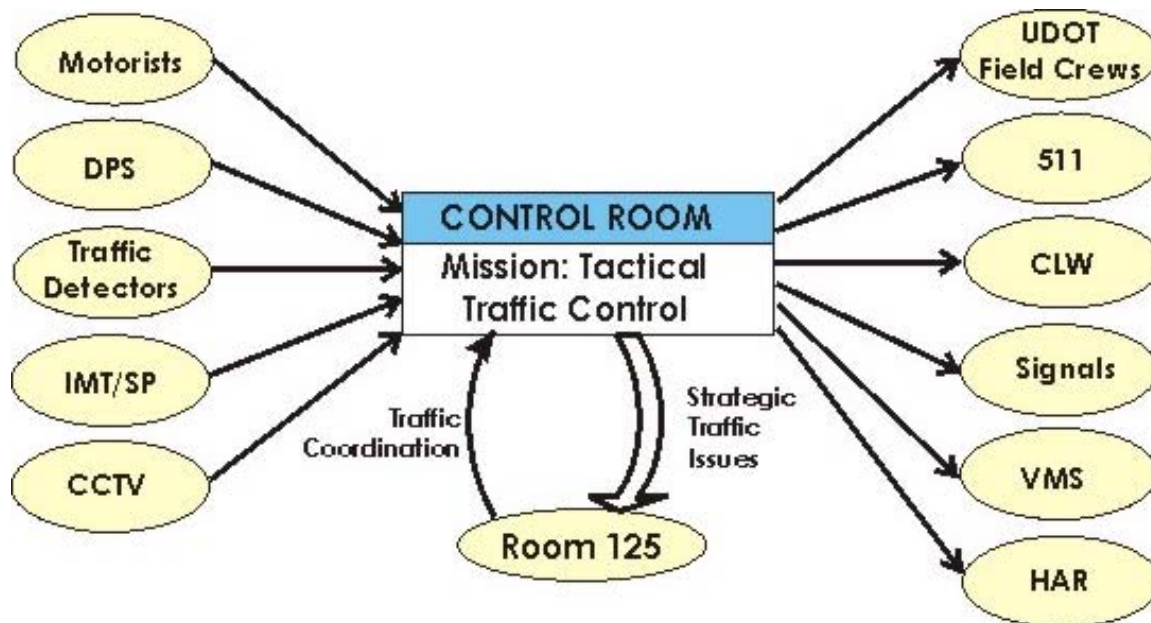 Motorists
DPS
Traffic
Detectors
IMT/SP
CCTV
CONTROL ROOM
Mission: Tactical
Traffic Control
Traffic
Coordination
Strategic
Traffic
Issues
Room 125
UDOT
Field Crews
511
CLW
Signals
VMS
HAR